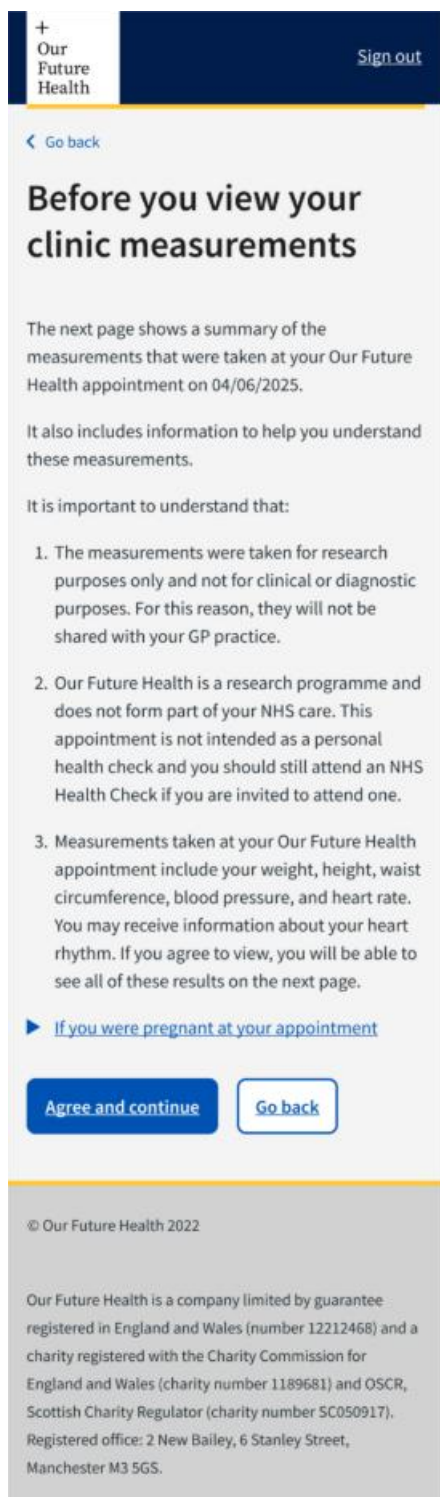 +
Our
Future
Health
Sign out
Go back
Before you view your
clinic measurements
The next page shows a summary of the
measurements that were taken at your Our Future
Health appointment on 04/06/2025.
It also includes information to help you understand
these measurements.
It is important to understand that:
1. The measurements were taken for research
purposes only and not for clinical or diagnostic
purposes. For this reason, they will not be
shared with your GP practice.
2. Our Future Health is a research programme and
does not form part of your NHS care. This
appointment is not intended as a personal
health check and you should still attend an NHS
Health Check if you are invited to attend one.
3. Measurements taken at your Our Future Health
appointment include your weight, height, waist
circumference, blood pressure, and heart rate.
You may receive information about your heart
rhythm. If you agree to view, you will be able to
see all of these results on the next page.
If you were pregnant at your appointment
Agree and continue
Go back
© Our Future Health 2022
Our Future Health is a company limited by guarantee
registered in England and Wales (number 12212468) and a
charity registered with the Charity Commission for
England and Wales (charity number 1189681) and OSCR,
Scottish Charity Regulator (charity number SC050917).
Registered office: 2 New Bailey, 6 Stanley Street,
Manchester M3 5GS.